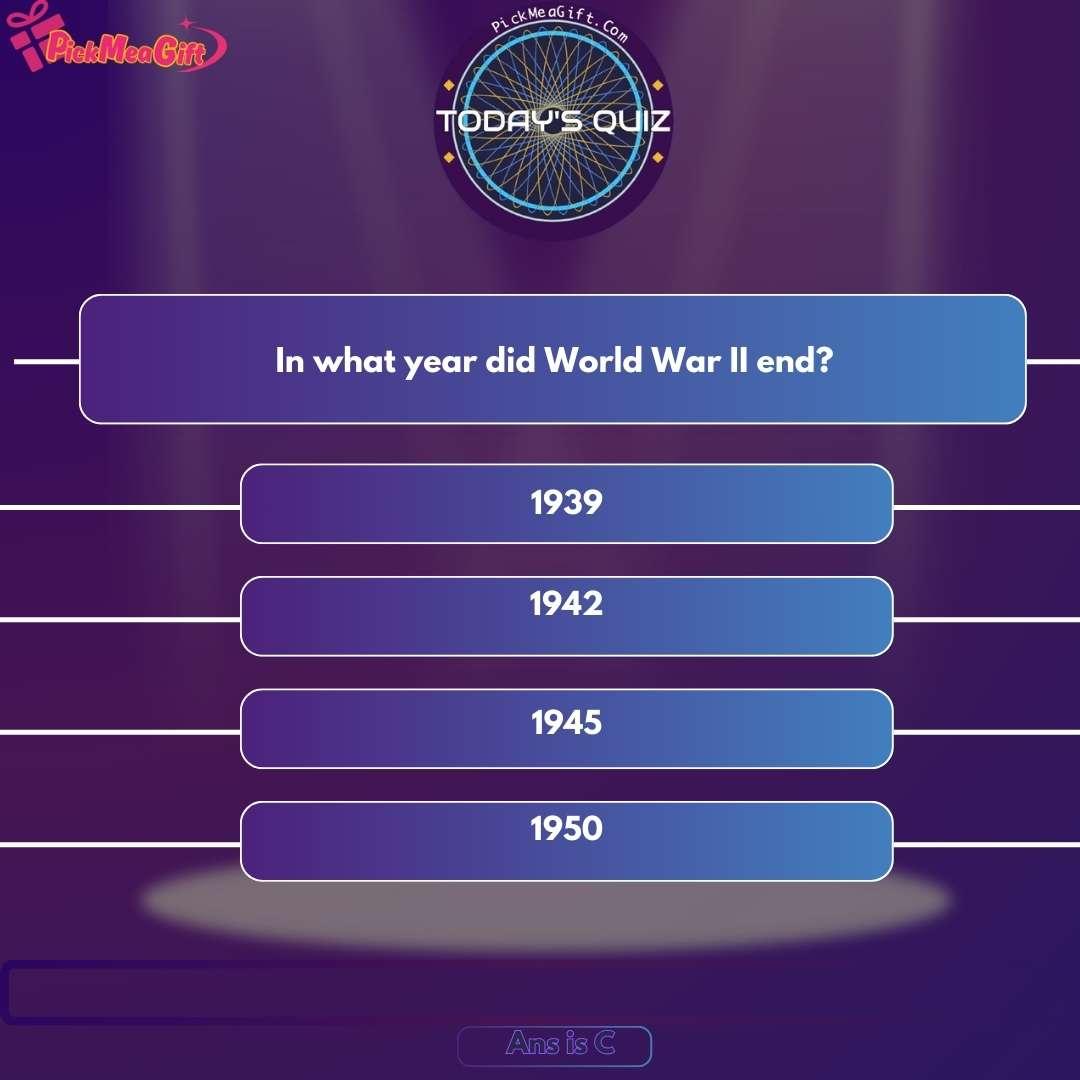 PickMeaGift.Com
PickMeaGift
TODAY'S QUIZ
In what year did World War II end?
1939
1942
1945
1950
Ans is C